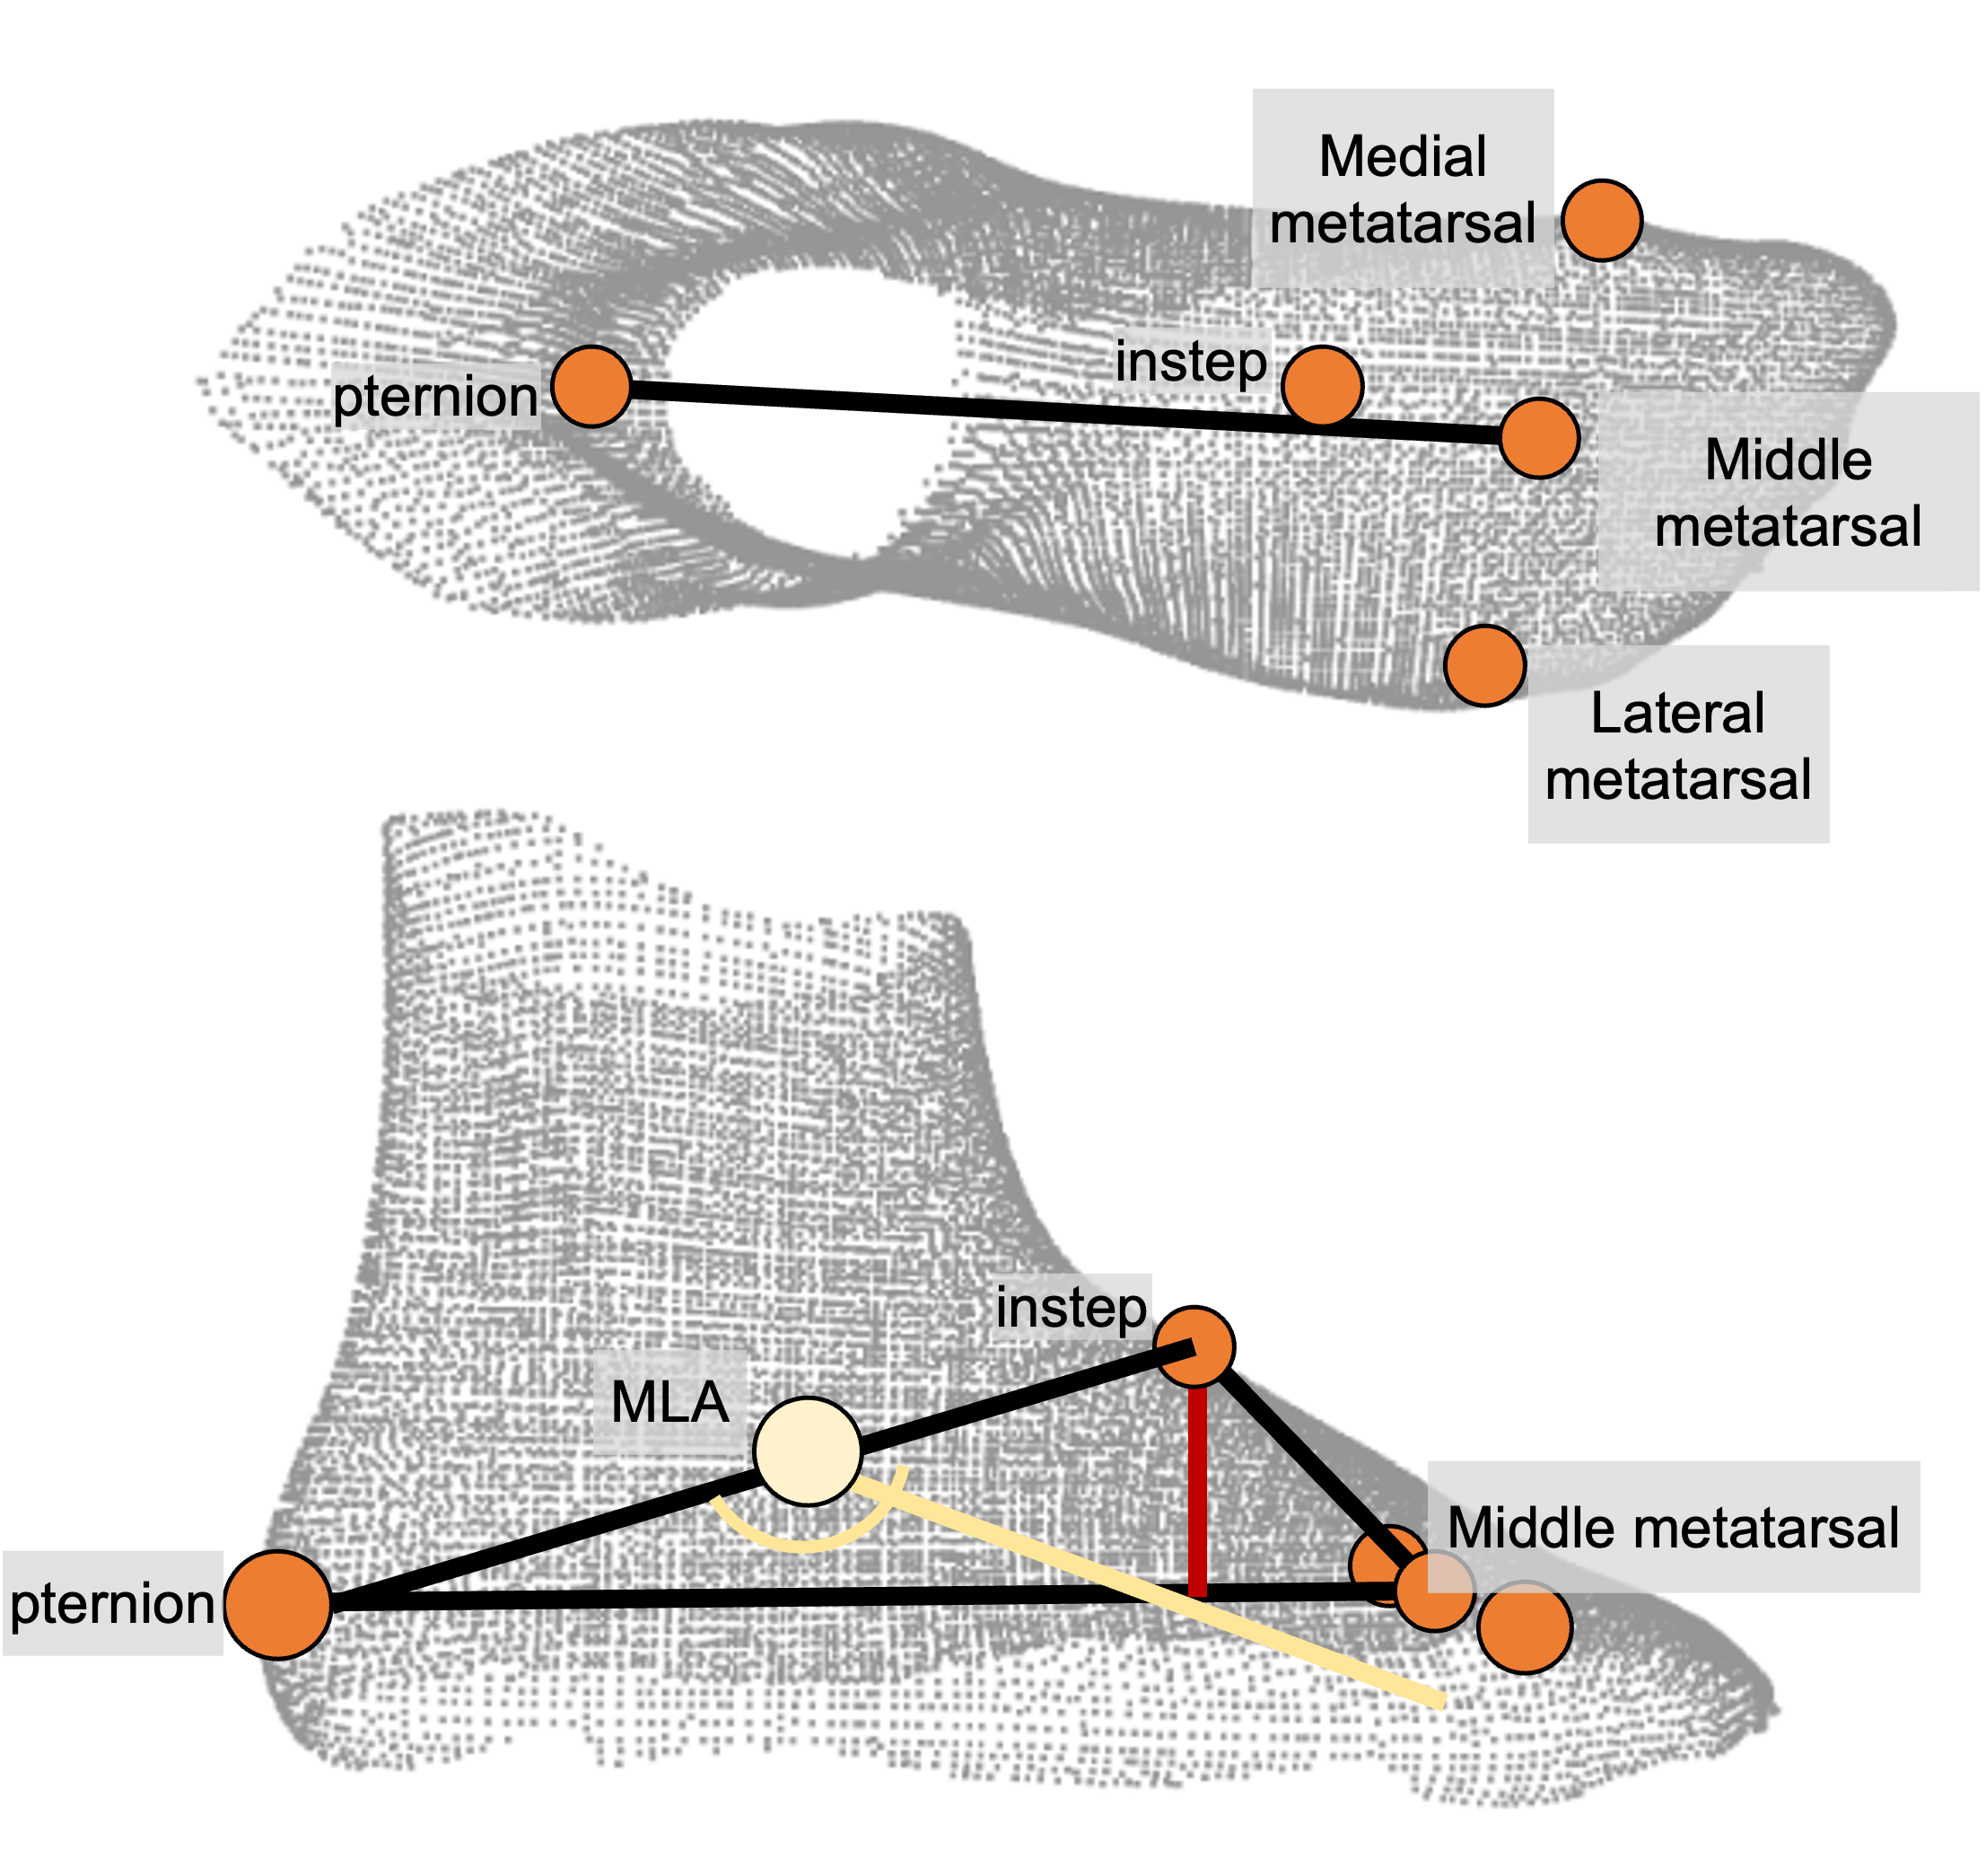 Medial
metatarsal
instep
pternion
Middle
metatarsal
Lateral
metatarsal
instep
MLA
Middle metatarsal
pternion